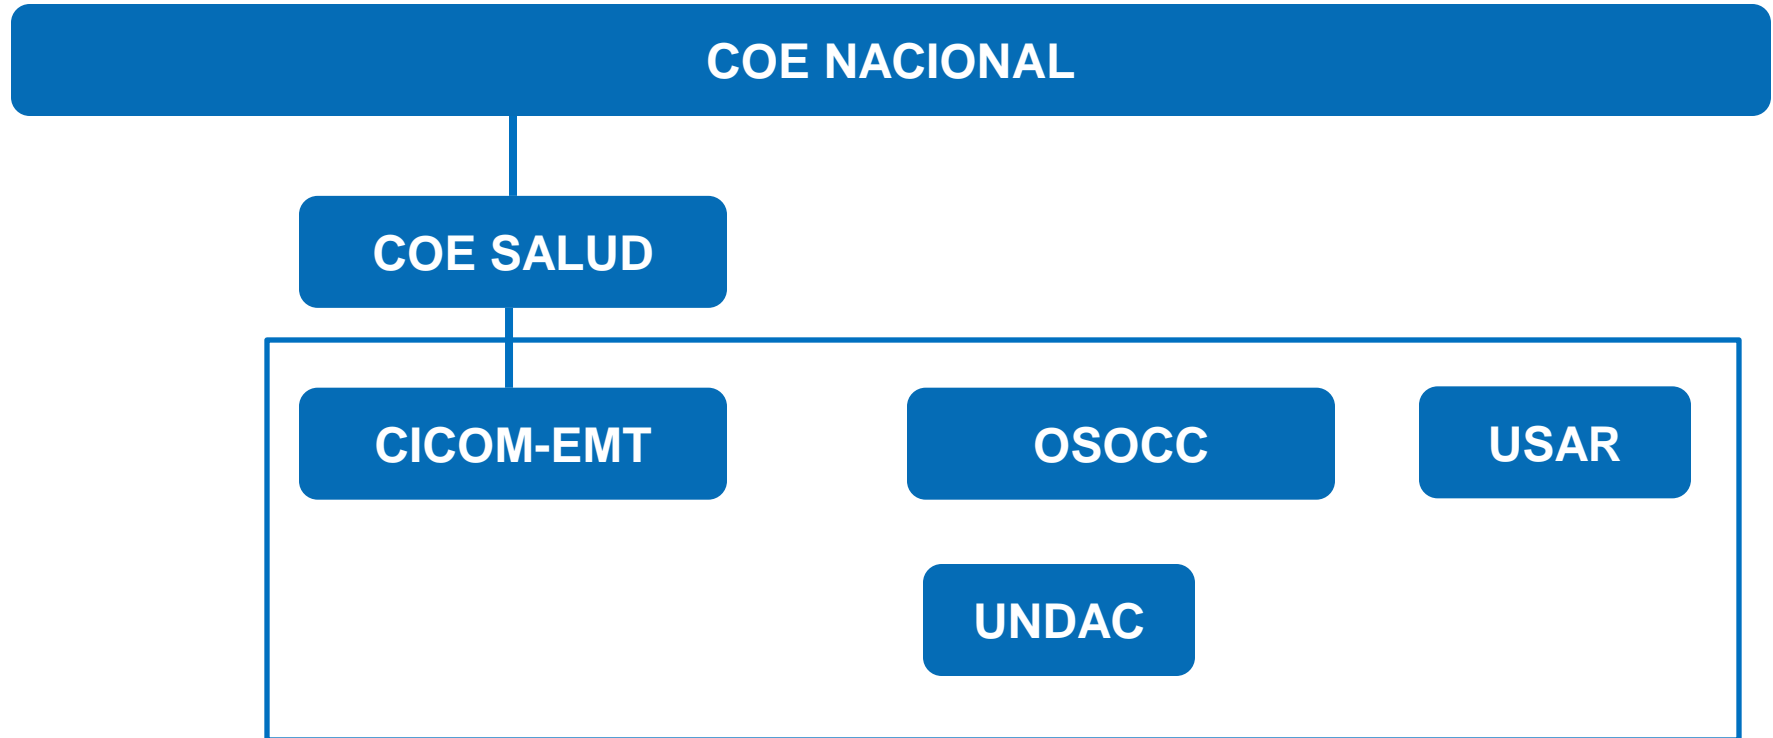 COE NACIONAL
COE SALUD
CICOM-EMT
OSOCC
USAR
UNDAC